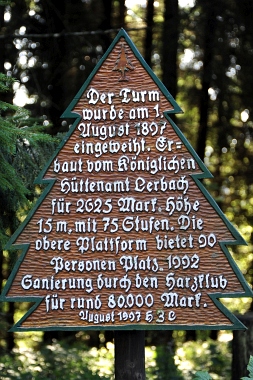 Der Turm
wurde am 1.
August 1897
eingeweiht. Er-
baut vom Königlichen
Hüttenamt Lerbach
für 2625 Mark. Höhe
15 m, mit 75 Stufen. Die
obere Plattform bietet 90
Personen Platz. 1992
Sanierung durch den Harzklub
für rund 80.000 Mark.
August 1997 H 3 C